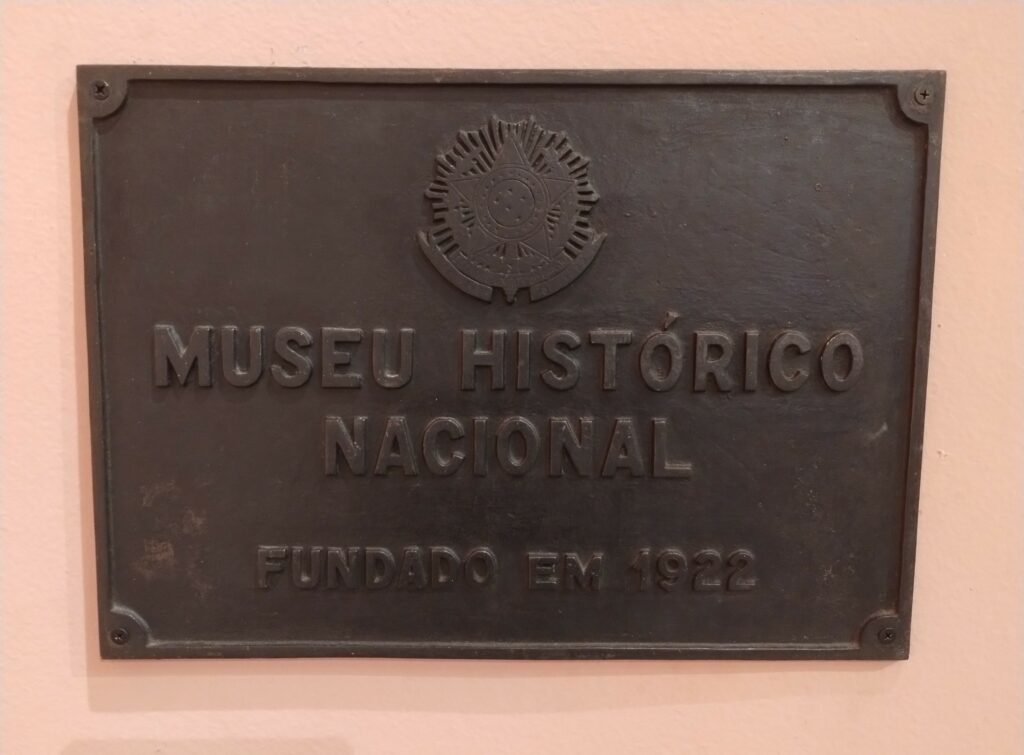 MUSEU HISTÓRICO
NACIONAL
FUNDADO EM 1922